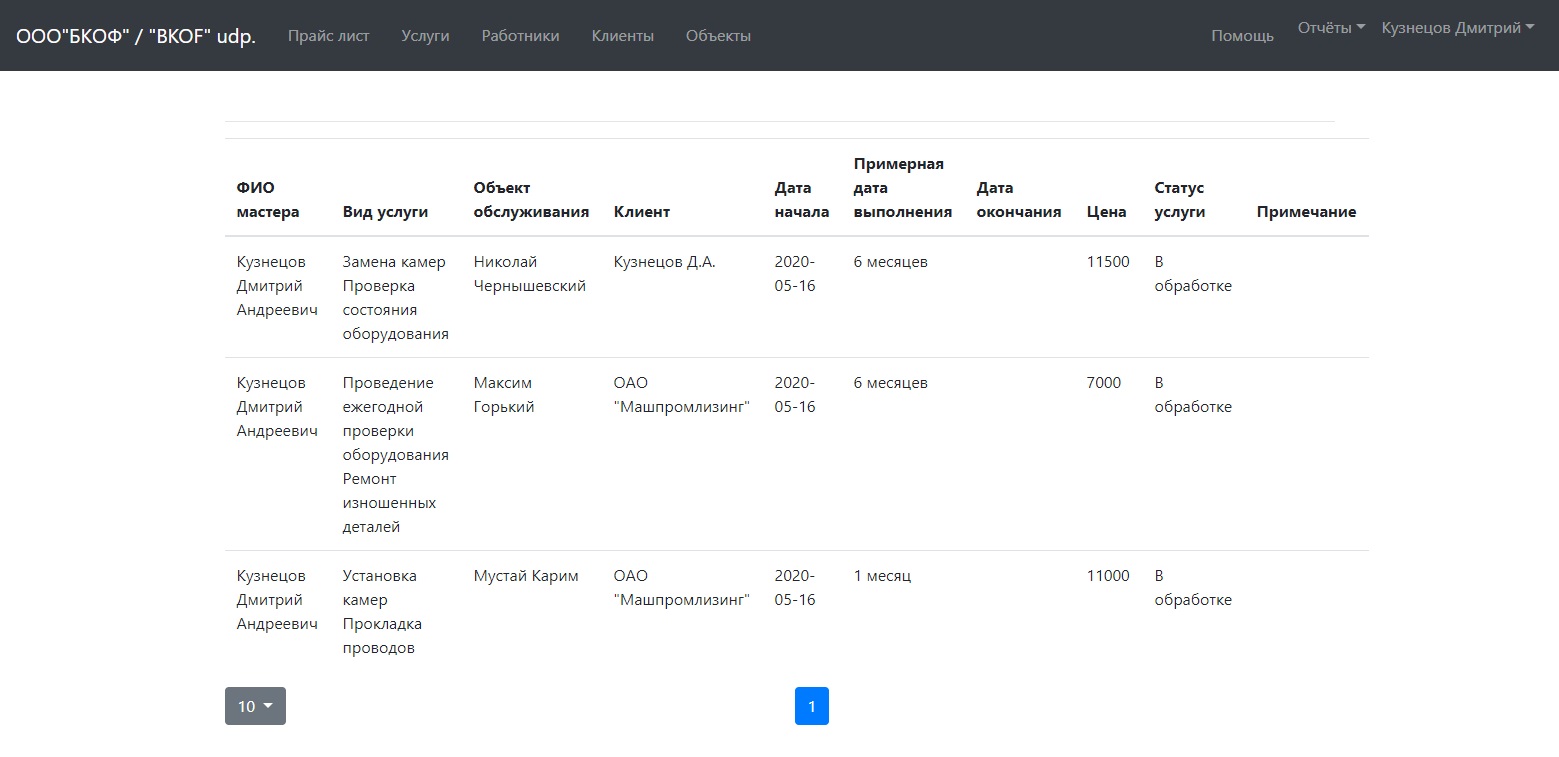 ООО"БКОФ" / "BKOF" udp. Прайс лист Услуги Работники Клиенты Объекты Помощь Отчёты Кузнецов Дмитрий
ФИО мастера
Вид услуги
Объект обслуживания
Клиент
Дата начала
Примерная дата выполнения
Дата окончания
Цена
Статус услуги
Примечание
Кузнецов
Дмитрий
Андреевич
Замена камер
Проверка
состояния
оборудования
Николай
Чернышевский
Кузнецов Д.А.
2020-
05-16
6 месяцев
11500
В
обработке
Кузнецов
Дмитрий
Андреевич
Проведение
ежегодной
проверки
оборудования
Ремонт
изношенных
деталей
Максим
Горький
ОАО
"Машпромлизинг"
2020-
05-16
6 месяцев
7000
В
обработке
Кузнецов
Дмитрий
Андреевич
Установка
камер
Прокладка
проводов
Мустай Карим
ОАО
"Машпромлизинг"
2020-
05-16
1 месяц
11000
В
обработке
10
1